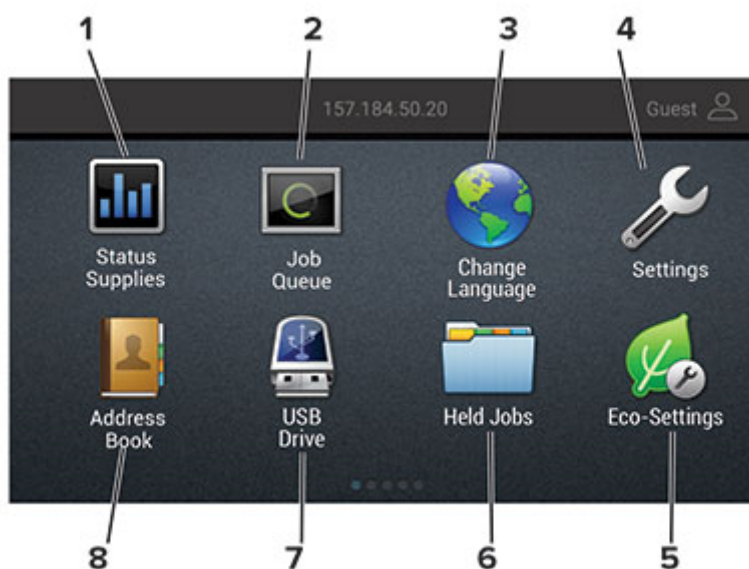 1 2 3 4
157.184.50.20 Guest
Status
Supplies
Job
Queue
Change
Language
Settings
Address
Book
USB
Drive
Held Jobs
Eco-Settings
8 7 6 5